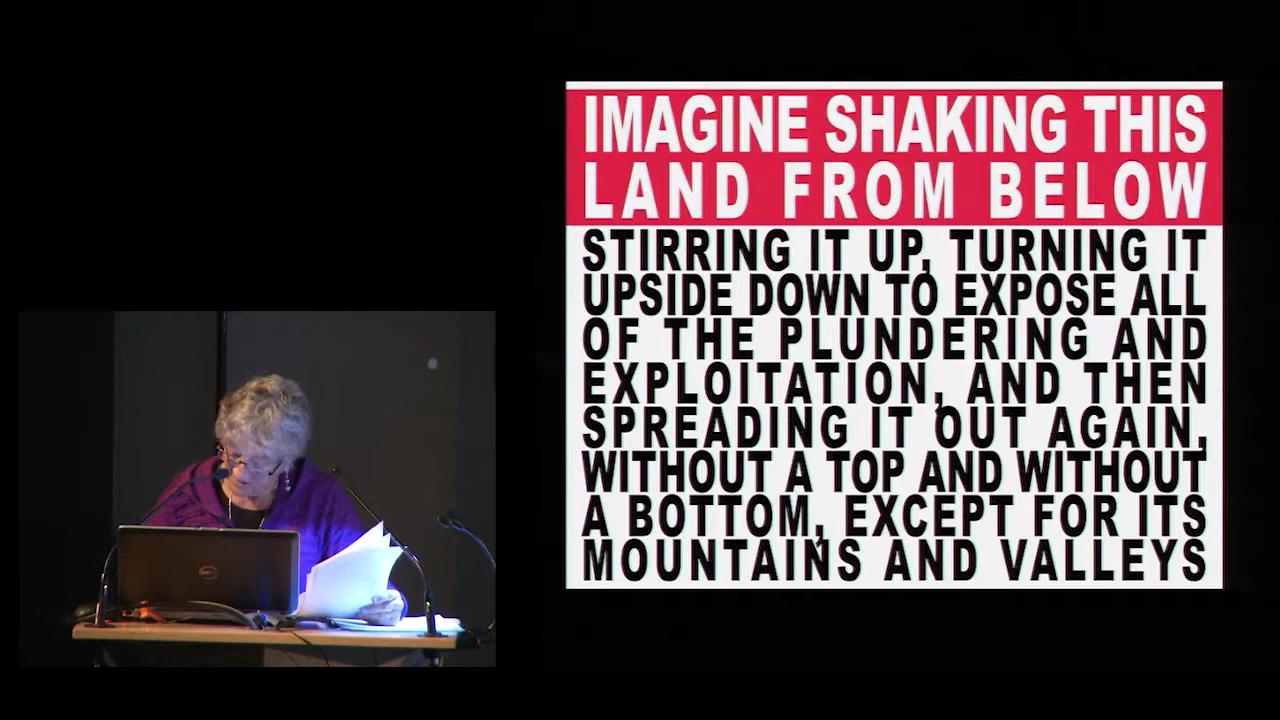 IMAGINE SHAKING THIS
LAND FROM BELOW
STIRRING IT UP, TURNING IT
UPSIDE DOWN TO EXPOSE ALL
OF THE PLUNDERING AND
EXPLOITATION, AND THEN
SPREADING IT OUT AGAIN,
WITHOUT A TOP AND WITHOUT
A BOTTOM, EXCEPT FOR ITS
MOUNTAINS AND VALLEYS